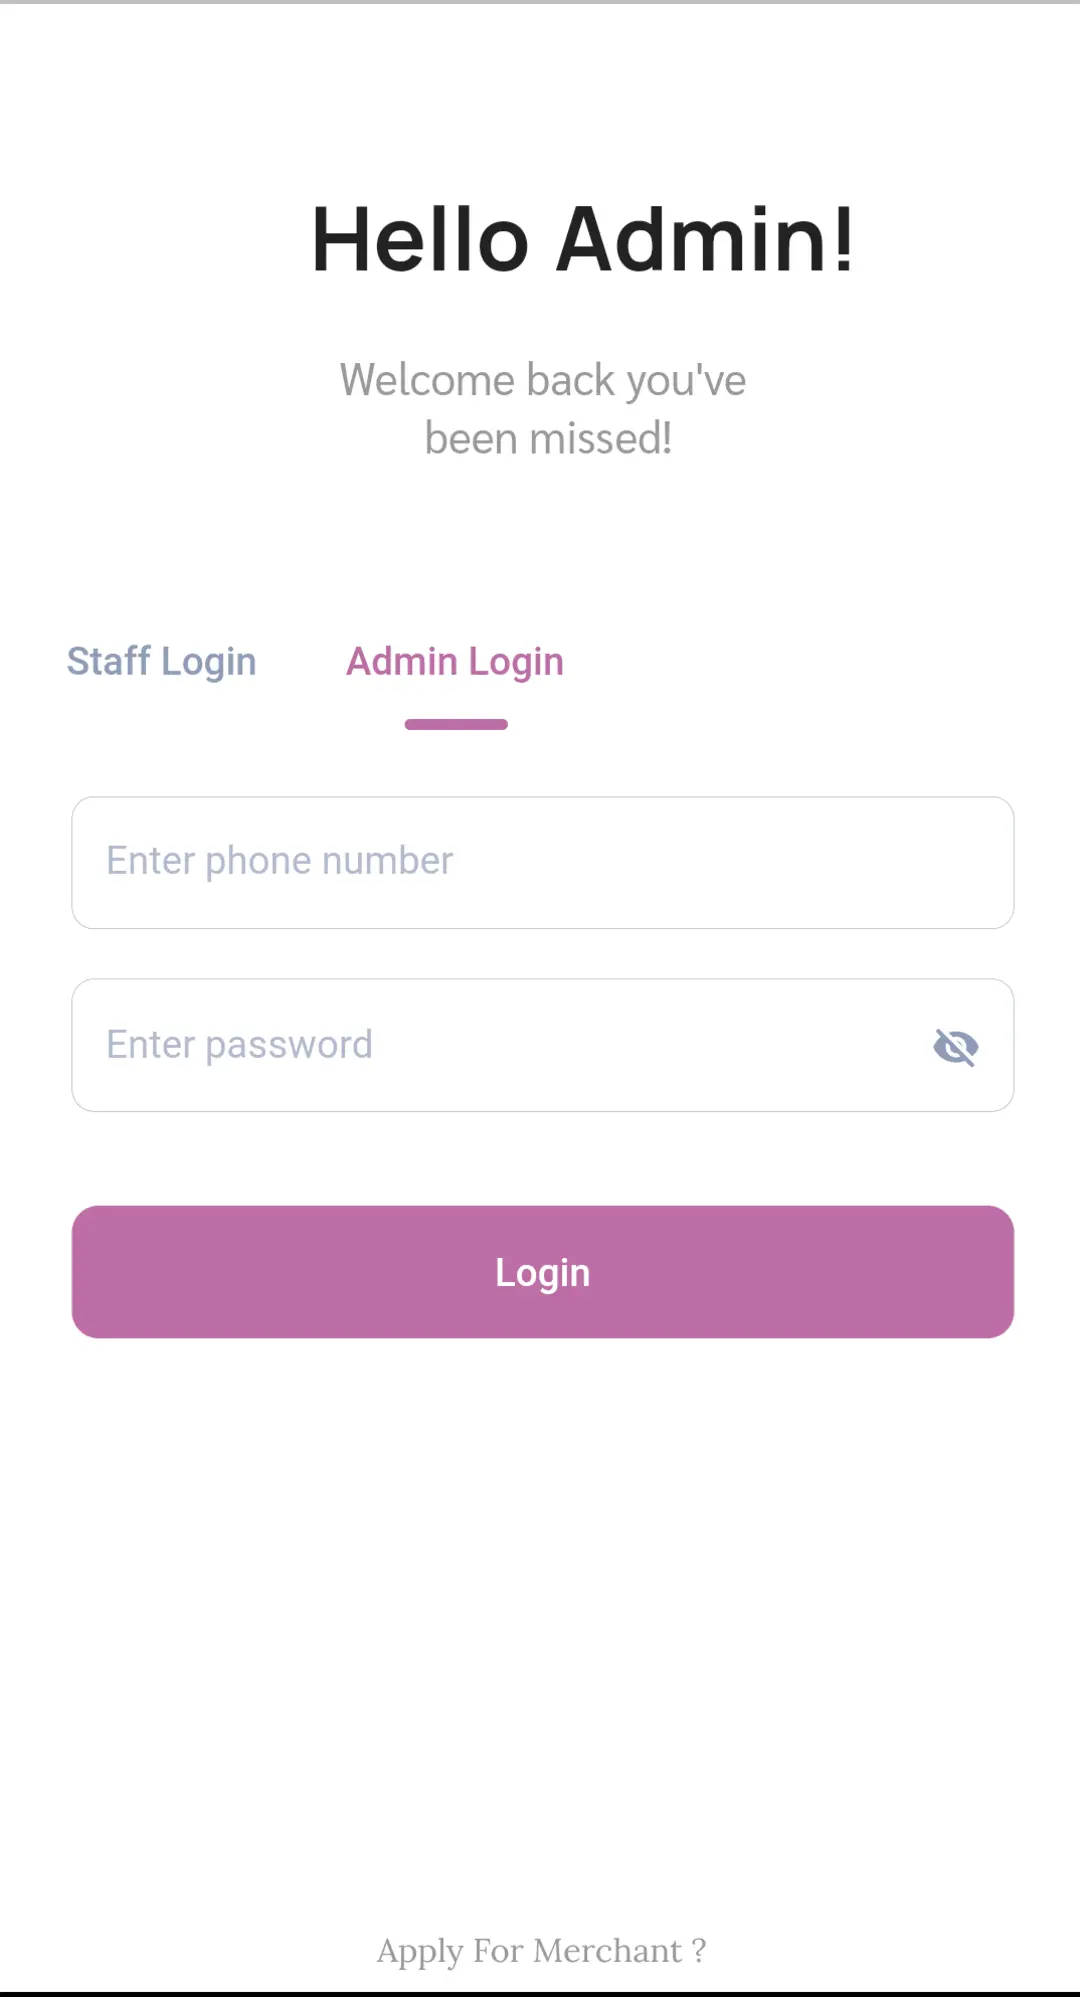 Hello Admin!
Welcome back you've
been missed!
Staff Login Admin Login
Enter phone number
Enter password
Login
Apply For Merchant ?